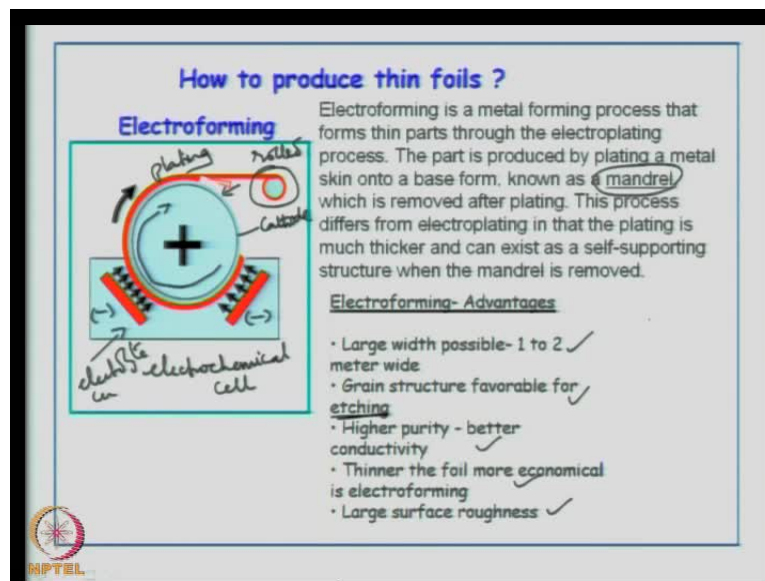 How to produce thin foils ?
Electroforming
Electroforming is a metal forming process that
forms thin parts through the electroplating
process. The part is produced by plating a metal
skin onto a base form, known as a mandrel,
which is removed after plating. This process
differs from electroplating in that the plating is
much thicker and can exist as a self-supporting
structure when the mandrel is removed.
plating
rolled
cathode
+
(-)
(-)
electrochemical
cell
Electroforming- Advantages
• Large width possible- 1 to 2
meter wide
• Grain structure favorable for
etching
• Higher purity - better
conductivity
• Thinner the foil more economical
is electroforming
• Large surface roughness
NPTEL